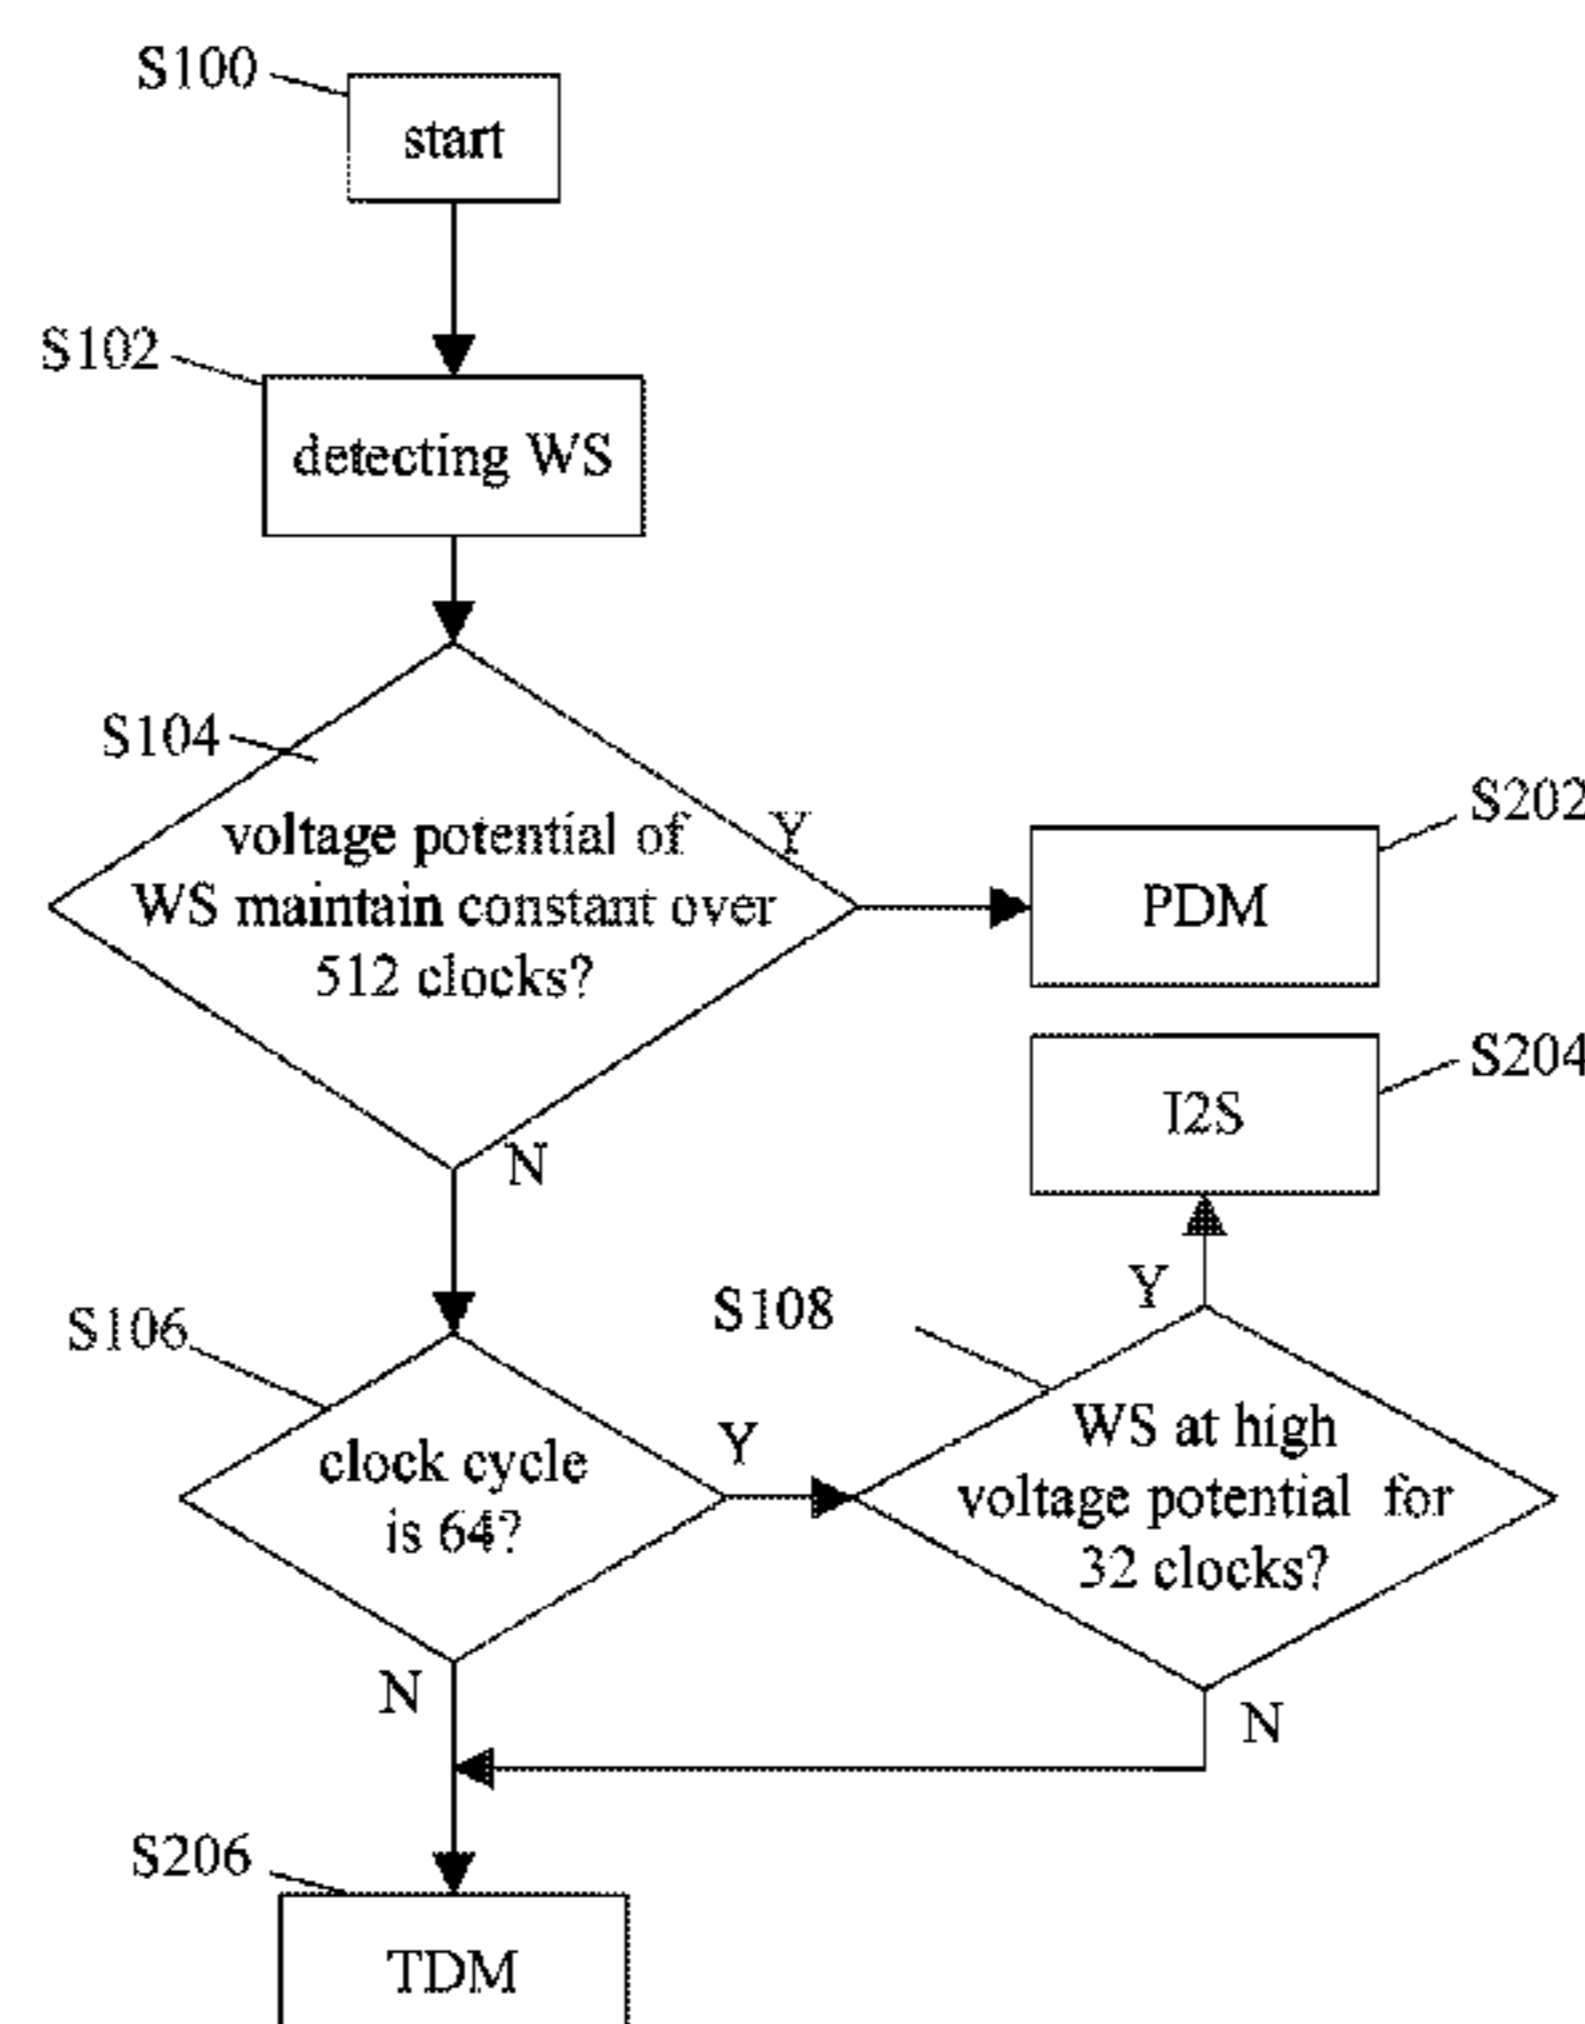 S100
start
S102
detecting WS
S104
voltage potential of
WS maintain constant over
512 clocks?
Y
S202
PDM
S204
I2S
N
Y
S106
S108
clock cycle
is 64?
Y
WS at high
voltage potential for
32 clocks?
N
N
S206
TDM